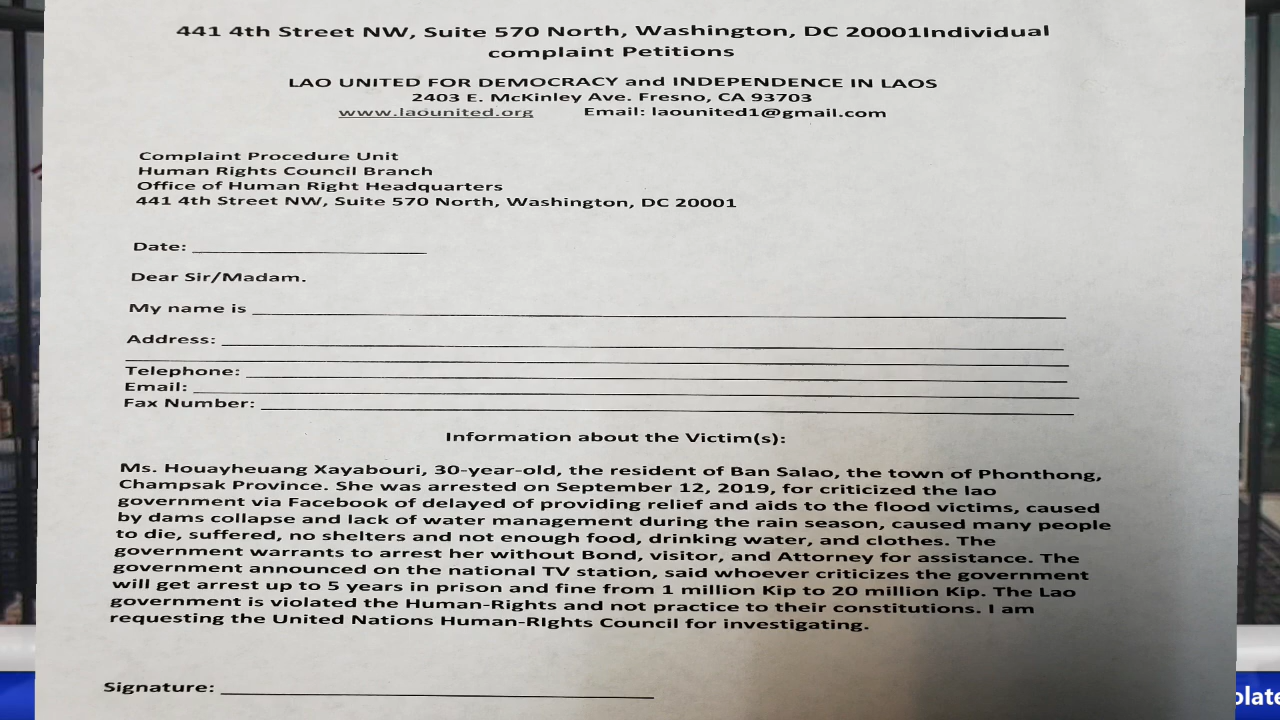 441 4th Street NW, Suite 570 North, Washington, DC 20001Individual
complaint Petitions
LAO UNITED FOR DEMOCRACY and INDEPENDENCE IN LAOS
2403 E. McKinley Ave. Fresno, CA 93703
www.laounited.org Email: laounited1@gmail.com
Complaint Procedure Unit
Human Rights Council Branch
Office of Human Right Headquarters
441 4th Street NW, Suite 570 North, Washington, DC 20001
Date:
Dear Sir/Madam.
My name is
Address:
Telephone:
Email:
Fax Number:
Information about the Victim(s):
Ms. Houayheuang Xayabouri, 30-year-old, the resident of Ban Salao, the town of Phonthong,
Champsak Province. She was arrested on September 12, 2019, for criticized the lao
government via Facebook of delayed of providing relief and aids to the flood victims, caused
by dams collapse and lack of water management during the rain season, caused many people
to die, suffered, no shelters and not enough food, drinking water, and clothes. The
government warrants to arrest her without Bond, visitor, and Attorney for assistance. The
government announced on the national TV station, said whoever criticizes the government
will get arrest up to 5 years in prison and fine from 1 million Kip to 20 million Kip. The Lao
government is violated the Human-Rights and not practice to their constitutions. I am
requesting the United Nations Human-RIghts Council for investigating.
Signature: